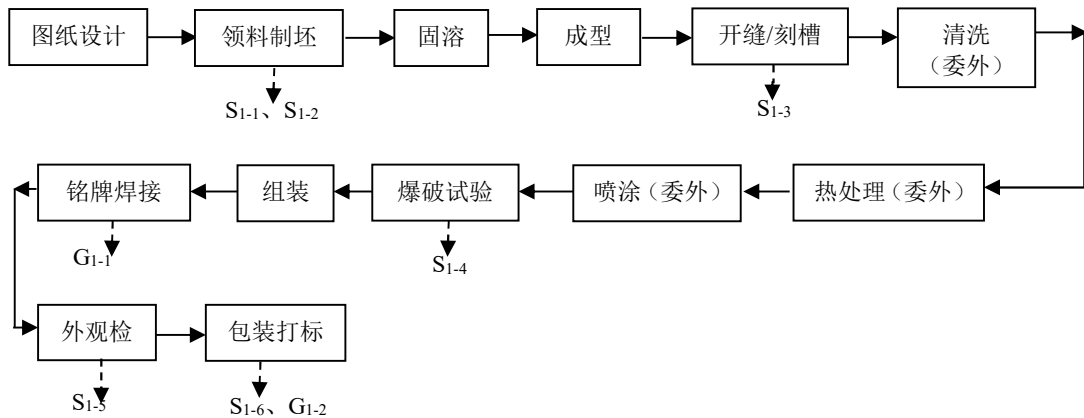 图纸设计
领料制坯
固溶
成型
开缝/刻槽
清洗
（委外）
S1-1、S1-2
S1-3
铭牌焊接
组装
爆破试验
喷涂（委外）
热处理（委外）
G1-1
S1-4
外观检
包装打标
S1-5
S1-6、G1-2